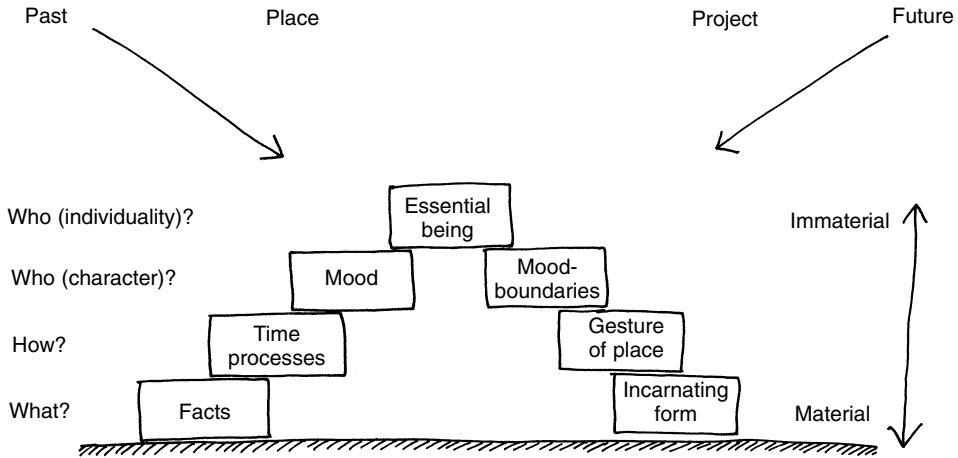 Past Place Project Future
Who (individuality)?
Essential
being
Immaterial
Who (character)?
Mood
Mood-
boundaries
How?
Time
processes
Gesture
of place
What?
Facts
Incarnating
form
Material